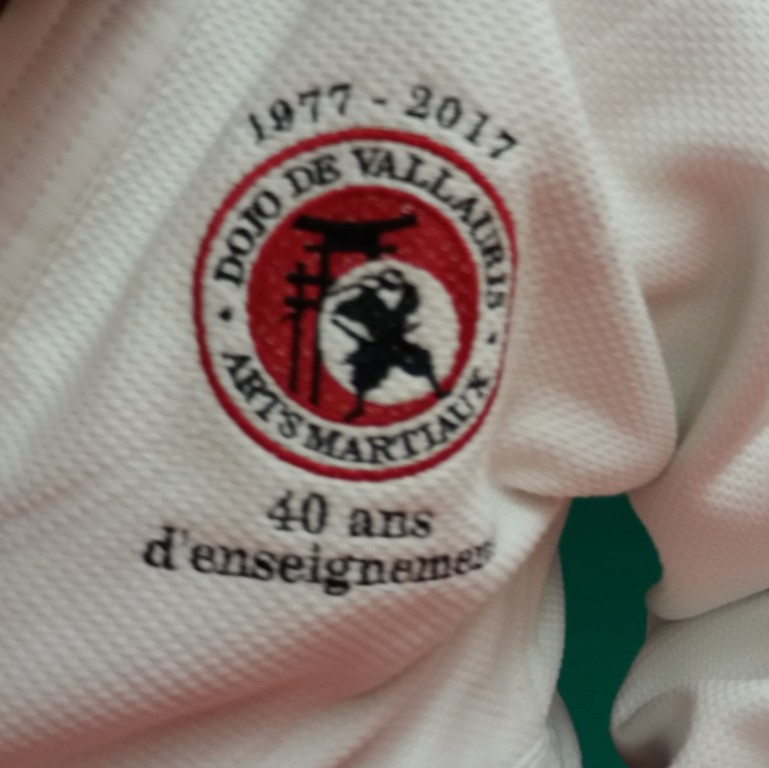 1977 - 2017
DOJO DE VALLAURIS
ARTS MARTIAUX
40 ans
d'enseignemen